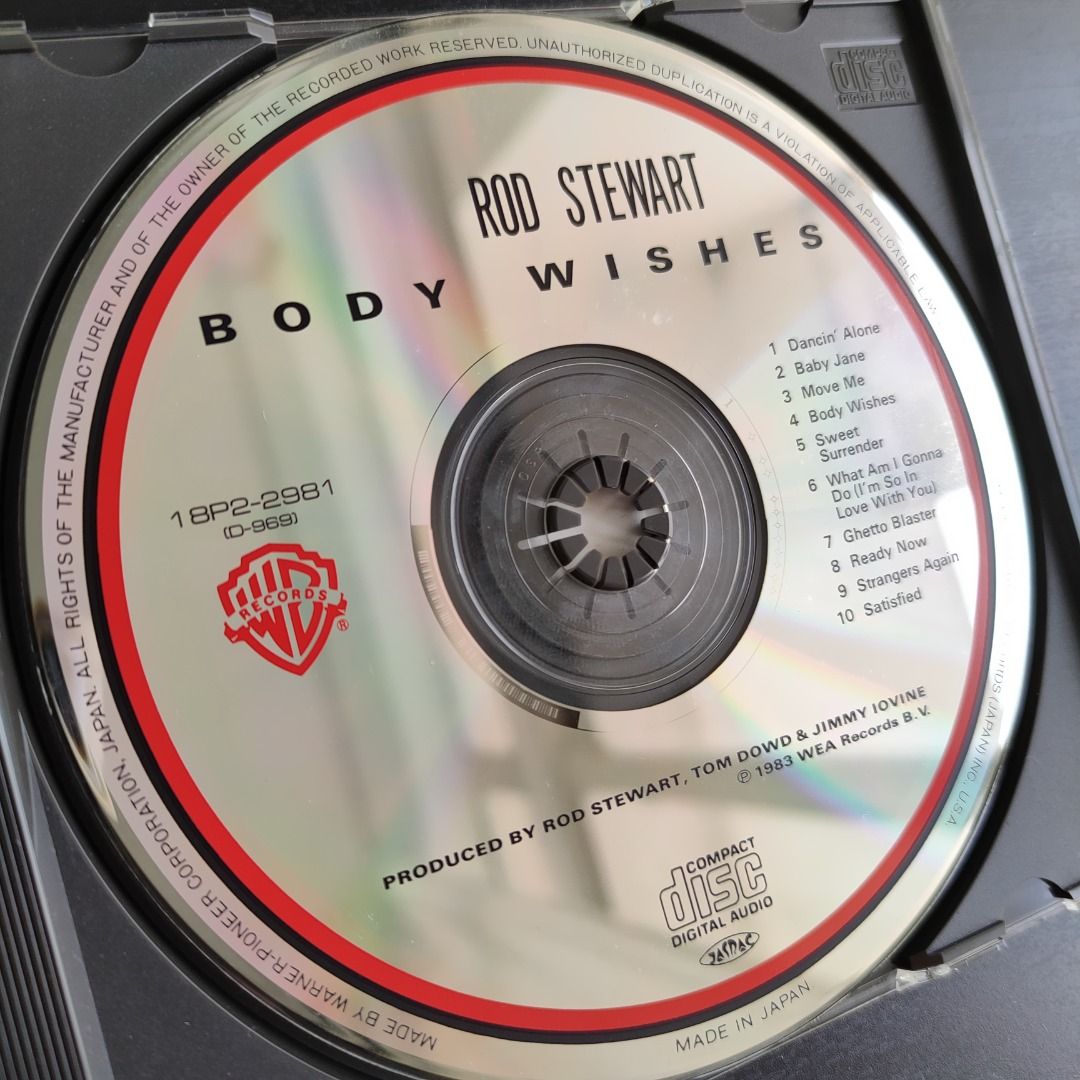 ROD STEWART
BODY WISHES
1 Dancin' Alone
2 Baby Jane
3 Move Me
4 Body Wishes
5 Sweet
Surrender
6 What Am I Gonna
Do (I'm So In
Love With You)
7 Ghetto Blaster
8 Ready Now
9 Strangers Again
10 Satisfied
18P2-2981
(D-969)
WB
RECORDS
®
PRODUCED BY ROD STEWART, TOM DOWD & JIMMY IOVINE
℗ 1983 WEA Records B.V.
COMPACT
disc
DIGITAL AUDIO
JASRAC
MADE BY WARNER-PIONEER CORPORATION, JAPAN. ALL RIGHTS OF THE MANUFACTURER AND OF THE OWNER OF THE RECORDED WORK RESERVED. UNAUTHORIZED DUPLICATION IS A VIOLATION OF APPLICABLE LAW.
(JAPAN) INC., U.S.A.
MADE IN JAPAN
COMPACT
disc
DIGITAL AUDIO